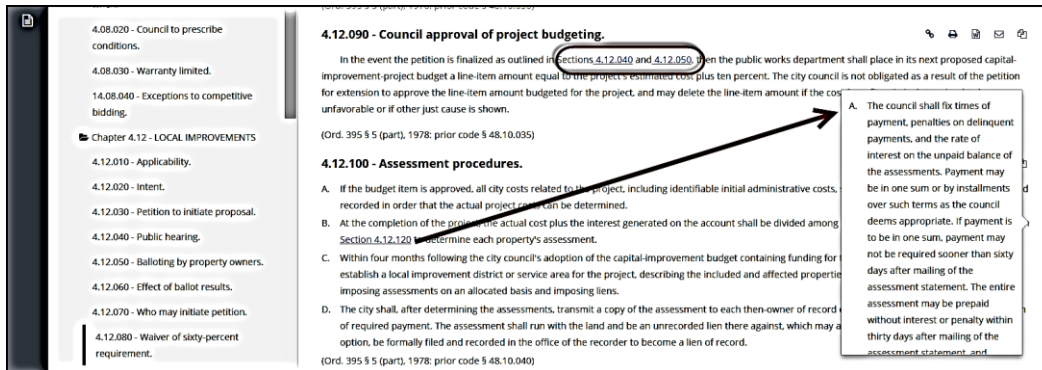 4.08.020 - Council to prescribe
conditions.
4.08.030 - Warranty limited.
14.08.040 - Exceptions to competitive
bidding.
Chapter 4.12 - LOCAL IMPROVEMENTS
4.12.010 - Applicability.
4.12.020 - Intent.
4.12.030 - Petition to initiate proposal.
4.12.040 - Public hearing.
4.12.050 - Balloting by property owners.
4.12.060 - Effect of ballot results.
4.12.070 - Who may initiate petition.
4.12.080 - Waiver of sixty-percent
requirement.
4.12.090 - Council approval of project budgeting.
In the event the petition is finalized as outlined in Sections 4.12.040 and 4.12.050, then the public works department shall place in its next proposed capital-
improvement-project budget a line-item amount equal to the project's estimated cost plus ten percent. The city council is not obligated as a result of the petition
for extension to approve the line-item amount budgeted for the project, and may delete the line-item amount if the
unfavorable or if other just cause is shown.
(Ord. 395 § 5 (part), 1978: prior code § 48.10.035)
4.12.100 - Assessment procedures.
A. If the budget item is approved, all city costs related to the project, including identifiable initial administrative costs,
recorded in order that the actual project costs can be determined.
B. At the completion of the project, the actual cost plus the interest generated on the account shall be divided among
Section 4.12.120 to determine each property's assessment.
C. Within four months following the city council's adoption of the capital-improvement budget containing funding for
establish a local improvement district or service area for the project, describing the included and affected
imposing assessments on an allocated basis and imposing liens.
D. The city shall, after determining the assessments, transmit a copy of the assessment to each then-owner of record
of required payment. The assessment shall run with the land and be an unrecorded lien there against, which may
option, be formally filed and recorded in the office of the recorder to become a lien of record.
(Ord. 395 § 5 (part), 1978: prior code § 48.10.040)
A. The council shall fix times of
payment, penalties on delinquent
payments, and the rate of
interest on the unpaid balance of
the assessments. Payment may
be in one sum or by installments
over such terms as the council
deems appropriate. If payment is
to be in one sum, payment may
not be required sooner than sixty
days after mailing of the
assessment statement. The entire
assessment may be prepaid
without interest or penalty within
thirty days after mailing of the
assessment statement, and